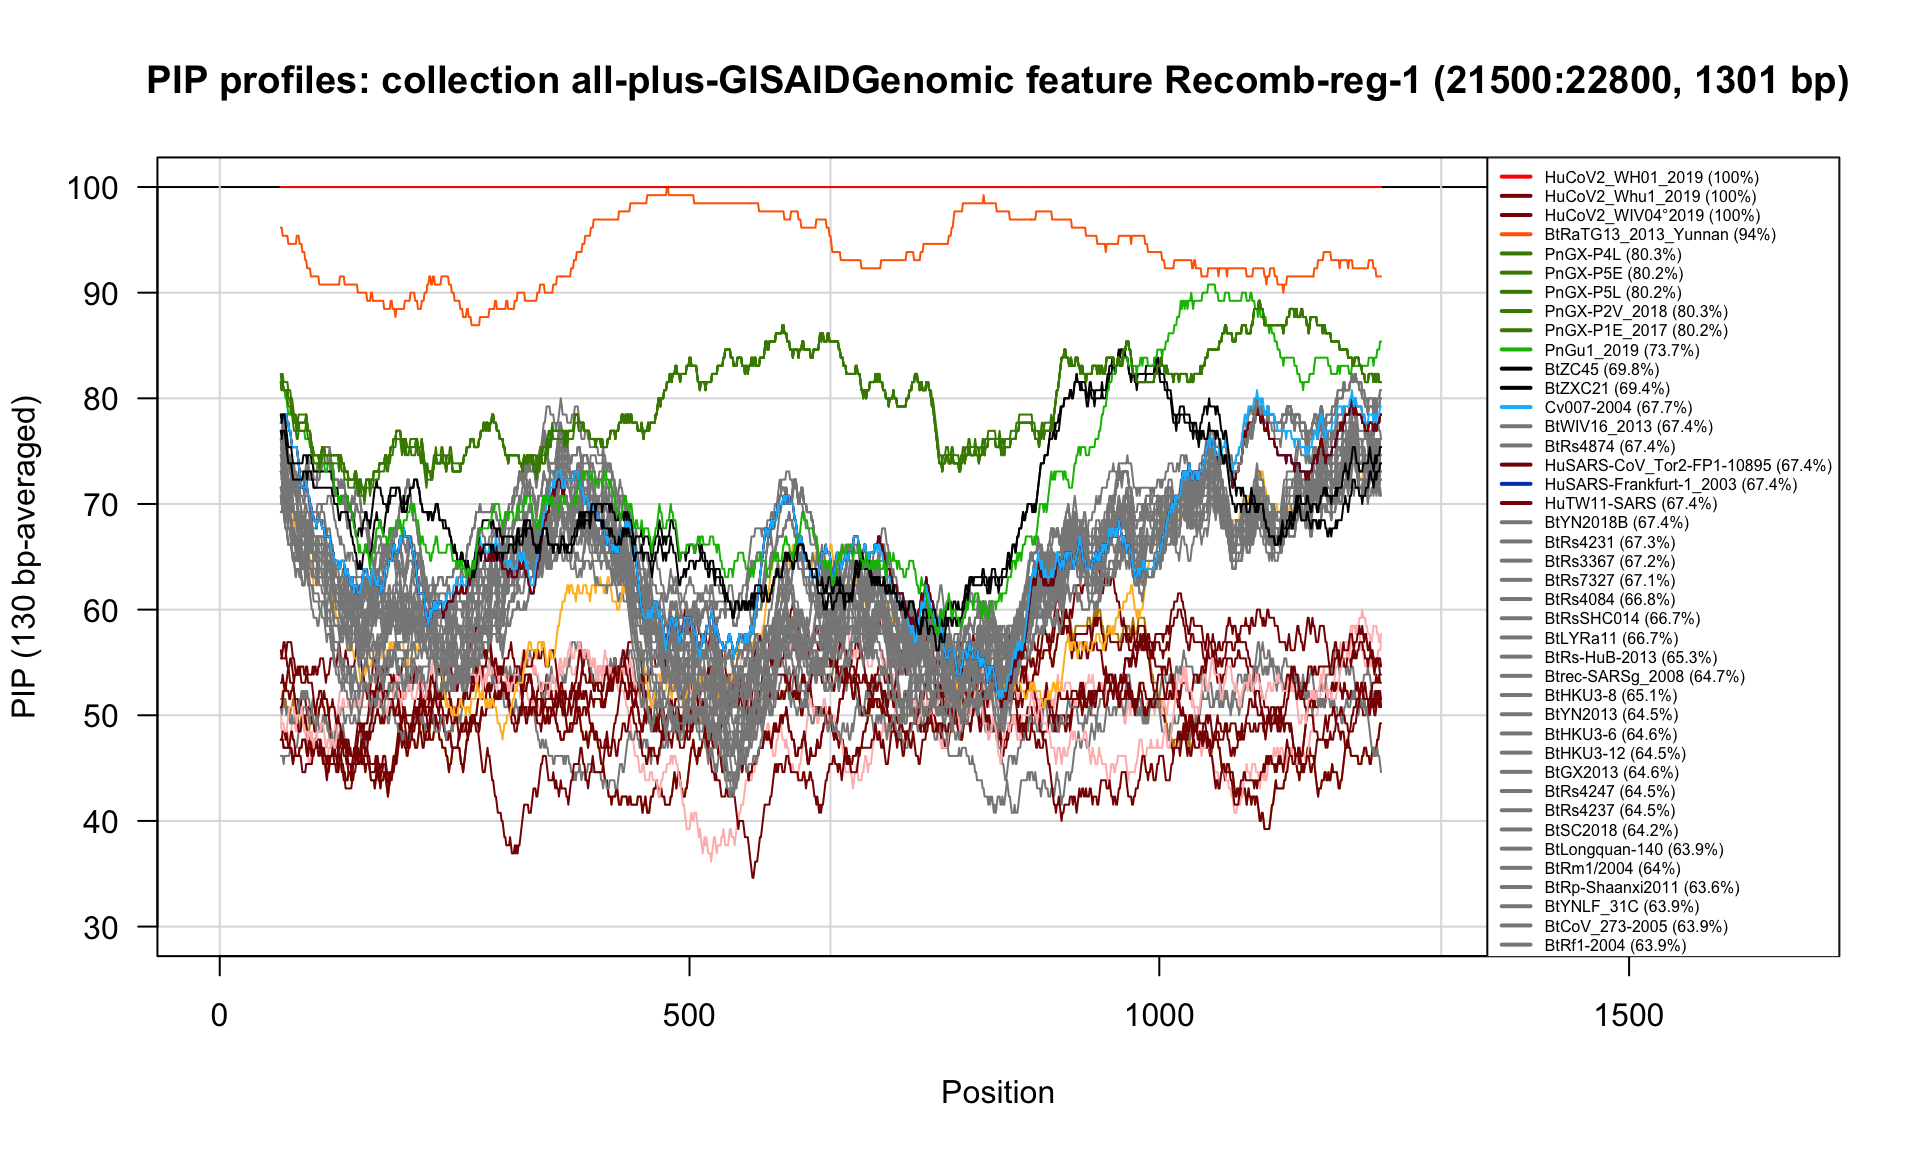 PIP profiles: collection all-plus-GISAIDGenomic feature Recomb-reg-1 (21500:22800, 1301 bp)
PIP (130 bp-averaged)
100
90
80
70
60
50
40
30
0
500
1000
1500
Position
HuCoV2_WH01_2019 (100%)
HuCoV2_Whu1_2019 (100%)
HuCoV2_WIV04°2019 (100%)
BtRaTG13_2013_Yunnan (94%)
PnGX-P4L (80.3%)
PnGX-P5E (80.2%)
PnGX-P5L (80.2%)
PnGX-P2V_2018 (80.3%)
PnGX-P1E_2017 (80.2%)
PnGu1_2019 (73.7%)
BtZC45 (69.8%)
BtZXC21 (69.4%)
Cv007-2004 (67.7%)
BtWIV16_2013 (67.4%)
BtRs4874 (67.4%)
HuSARS-CoV_Tor2-FP1-10895 (67.4%)
HuSARS-Frankfurt-1_2003 (67.4%)
HuTW11-SARS (67.4%)
BtYN2018B (67.4%)
BtRs4231 (67.3%)
BtRs3367 (67.2%)
BtRs7327 (67.1%)
BtRs4084 (66.8%)
BtRsSHC014 (66.7%)
BtLYRa11 (66.7%)
BtRs-HuB-2013 (65.3%)
Btrec-SARSg_2008 (64.7%)
BtHKU3-8 (65.1%)
BtYN2013 (64.5%)
BtHKU3-6 (64.6%)
BtHKU3-12 (64.5%)
BtGX2013 (64.6%)
BtRs4247 (64.5%)
BtRs4237 (64.5%)
BtSC2018 (64.2%)
BtLongquan-140 (63.9%)
BtRm1/2004 (64%)
BtRp-Shaanxi2011 (63.6%)
BtYNLF_31C (63.9%)
BtCoV_273-2005 (63.9%)
BtRf1-2004 (63.9%)